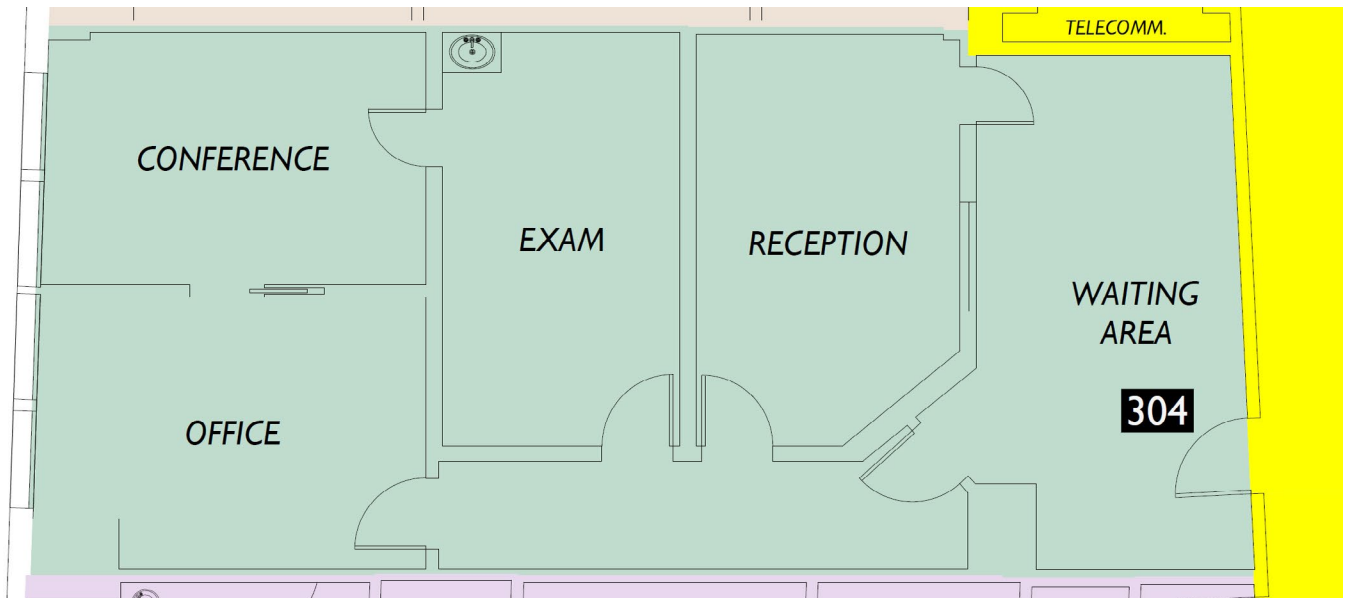 TELECOMM.
CONFERENCE
EXAM
RECEPTION
WAITING
AREA
304
OFFICE